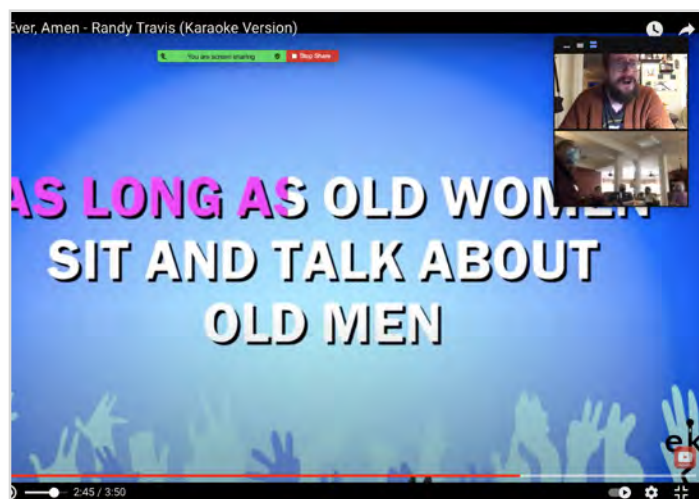 Ever, Amen - Randy Travis (Karaoke Version)
You are screen sharing
Stop Share
AS LONG AS OLD WOMEN
SIT AND TALK ABOUT
OLD MEN
ek
2:45 / 3:50